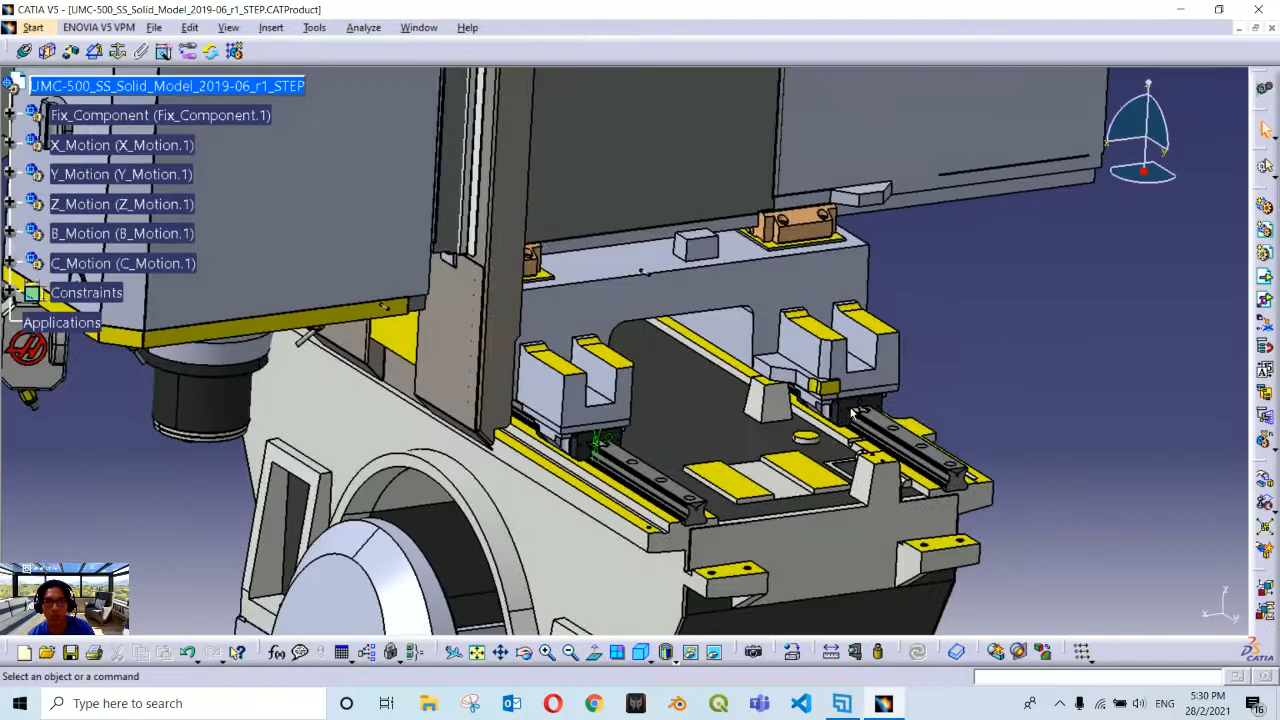 CATIA V5 - [UMC-500_SS_Solid_Model_2019-06_r1_STEP.CATProduct]
Start ENOVIA V5 VPM File Edit View Insert Tools Analyze Window Help
UMC-500_SS_Solid_Model_2019-06_r1_STEP
Fix_Component (Fix_Component.1)
X_Motion (X_Motion.1)
Y_Motion (Y_Motion.1)
Z_Motion (Z_Motion.1)
B_Motion (B_Motion.1)
C_Motion (C_Motion.1)
Constraints
Applications
z
x
y
z
x
y
f(x)
CATIA
Select an object or a command
Type here to search
ENG
5:30 PM
28/2/2021
16